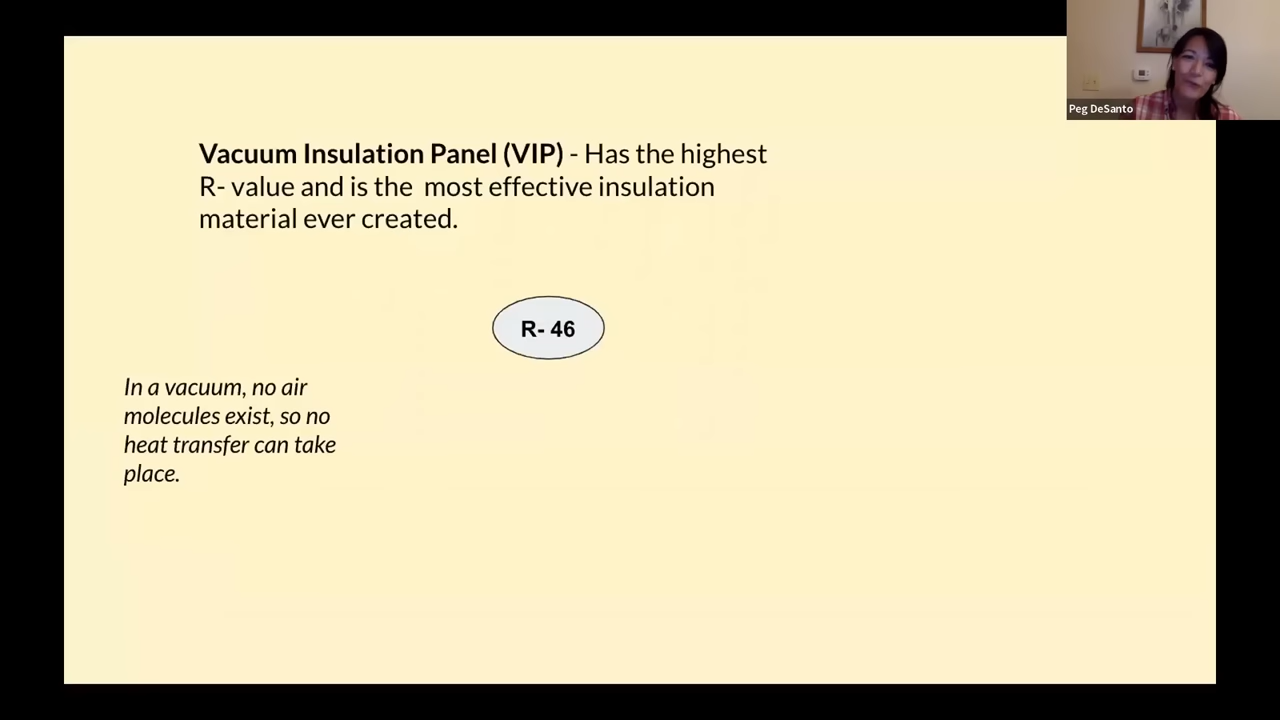 Peg DeSanto
Vacuum Insulation Panel (VIP) - Has the highest
R- value and is the  most effective insulation
material ever created.
R- 46
In a vacuum, no air
molecules exist, so no
heat transfer can take
place.